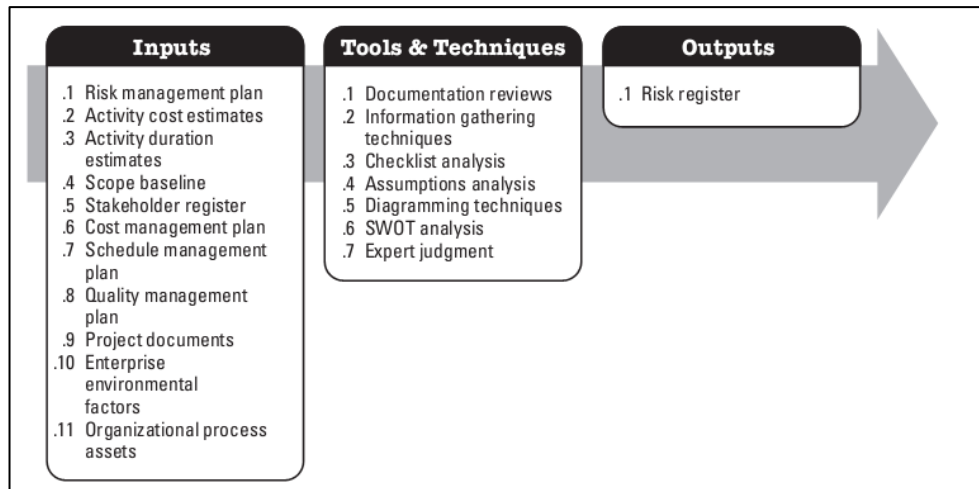 Inputs
.1 Risk management plan
.2 Activity cost estimates
.3 Activity duration
estimates
.4 Scope baseline
.5 Stakeholder register
.6 Cost management plan
.7 Schedule management
plan
.8 Quality management
plan
.9 Project documents
.10 Enterprise
environmental
factors
.11 Organizational process
assets
Tools & Techniques
.1 Documentation reviews
.2 Information gathering
techniques
.3 Checklist analysis
.4 Assumptions analysis
.5 Diagramming techniques
.6 SWOT analysis
.7 Expert judgment
Outputs
.1 Risk register